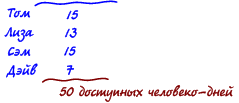 Том 15
Лиза 13
Сэм 15
Дэйв 7
50 доступных человеко-дней